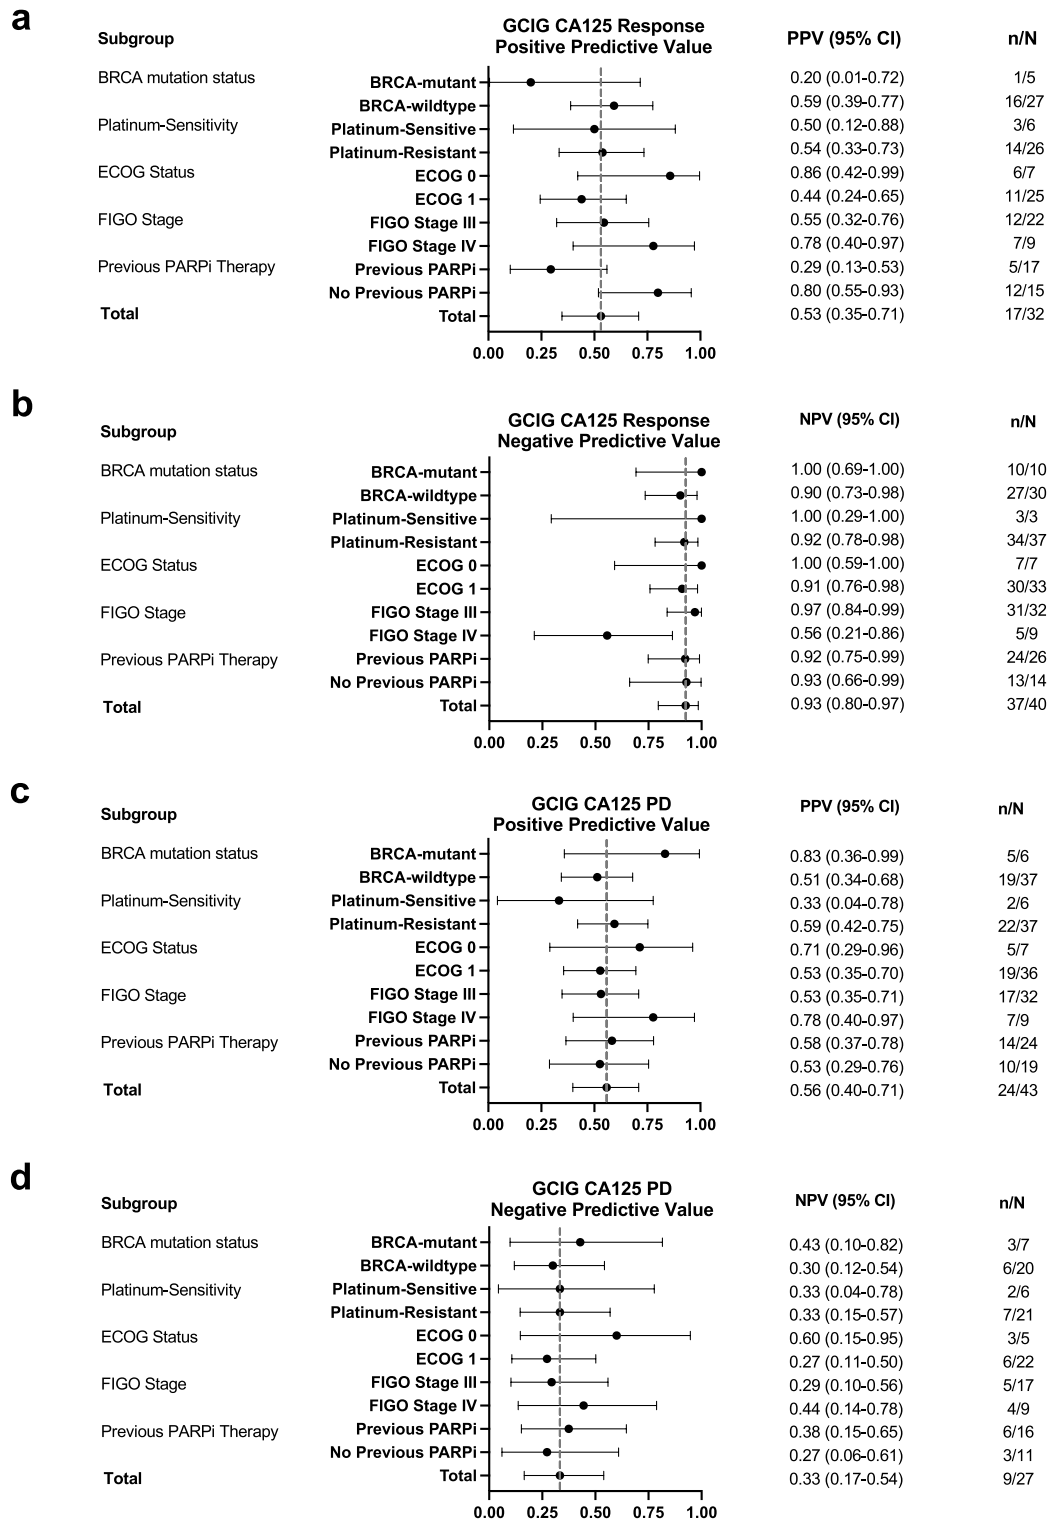 a
Subgroup
GCIG CA125 Response
Positive Predictive Value
PPV (95% CI)
n/N
BRCA mutation status BRCA-mutant 0.20 (0.01-0.72) 1/5
BRCA-wildtype 0.59 (0.39-0.77) 16/27
Platinum-Sensitivity Platinum-Sensitive 0.50 (0.12-0.88) 3/6
Platinum-Resistant 0.54 (0.33-0.73) 14/26
ECOG Status ECOG 0 0.86 (0.42-0.99) 6/7
ECOG 1 0.44 (0.24-0.65) 11/25
FIGO Stage FIGO Stage III 0.55 (0.32-0.76) 12/22
FIGO Stage IV 0.78 (0.40-0.97) 7/9
Previous PARPi Therapy Previous PARPi 0.29 (0.13-0.53) 5/17
No Previous PARPi 0.80 (0.55-0.93) 12/15
Total Total 0.53 (0.35-0.71) 17/32
0.00 0.25 0.50 0.75 1.00
b
Subgroup
GCIG CA125 Response
Negative Predictive Value
NPV (95% CI)
n/N
BRCA mutation status BRCA-mutant 1.00 (0.69-1.00) 10/10
BRCA-wildtype 0.90 (0.73-0.98) 27/30
Platinum-Sensitivity Platinum-Sensitive 1.00 (0.29-1.00) 3/3
Platinum-Resistant 0.92 (0.78-0.98) 34/37
ECOG Status ECOG 0 1.00 (0.59-1.00) 7/7
ECOG 1 0.91 (0.76-0.98) 30/33
FIGO Stage FIGO Stage III 0.97 (0.84-0.99) 31/32
FIGO Stage IV 0.56 (0.21-0.86) 5/9
Previous PARPi Therapy Previous PARPi 0.92 (0.75-0.99) 24/26
No Previous PARPi 0.93 (0.66-0.99) 13/14
Total Total 0.93 (0.80-0.97) 37/40
0.00 0.25 0.50 0.75 1.00
c
Subgroup
GCIG CA125 PD
Positive Predictive Value
PPV (95% CI)
n/N
BRCA mutation status BRCA-mutant 0.83 (0.36-0.99) 5/6
BRCA-wildtype 0.51 (0.34-0.68) 19/37
Platinum-Sensitivity Platinum-Sensitive 0.33 (0.04-0.78) 2/6
Platinum-Resistant 0.59 (0.42-0.75) 22/37
ECOG Status ECOG 0 0.71 (0.29-0.96) 5/7
ECOG 1 0.53 (0.35-0.70) 19/36
FIGO Stage FIGO Stage III 0.53 (0.35-0.71) 17/32
FIGO Stage IV 0.78 (0.40-0.97) 7/9
Previous PARPi Therapy Previous PARPi 0.58 (0.37-0.78) 14/24
No Previous PARPi 0.53 (0.29-0.76) 10/19
Total Total 0.56 (0.40-0.71) 24/43
0.00 0.25 0.50 0.75 1.00
d
Subgroup
GCIG CA125 PD
Negative Predictive Value
NPV (95% CI)
n/N
BRCA mutation status BRCA-mutant 0.43 (0.10-0.82) 3/7
BRCA-wildtype 0.30 (0.12-0.54) 6/20
Platinum-Sensitivity Platinum-Sensitive 0.33 (0.04-0.78) 2/6
Platinum-Resistant 0.33 (0.15-0.57) 7/21
ECOG Status ECOG 0 0.60 (0.15-0.95) 3/5
ECOG 1 0.27 (0.11-0.50) 6/22
FIGO Stage FIGO Stage III 0.29 (0.10-0.56) 5/17
FIGO Stage IV 0.44 (0.14-0.78) 4/9
Previous PARPi Therapy Previous PARPi 0.38 (0.15-0.65) 6/16
No Previous PARPi 0.27 (0.06-0.61) 3/11
Total Total 0.33 (0.17-0.54) 9/27
0.00 0.25 0.50 0.75 1.00